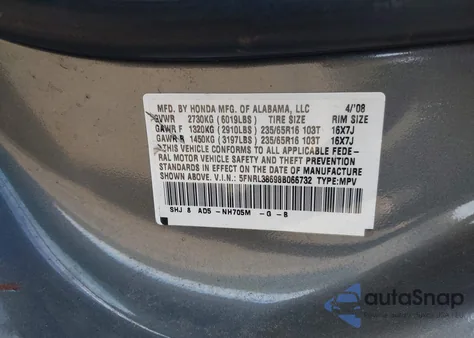 MFD. BY HONDA MFG. OF ALABAMA, LLC 4/'08
GVWR 2730KG (6019LBS) TIRE SIZE RIM SIZE
GAWR F 1320KG (2910LBS) 235/65R16 103T 16X7J
GAWR R 1450KG (3197LBS) 235/65R16 103T 16X7J
THIS VEHICLE CONFORMS TO ALL APPLICABLE FEDE-
RAL MOTOR VEHICLE SAFETY AND THEFT PREVENTION
STANDARDS IN EFFECT ON THE DATE OF MANUFACTURE
SHOWN ABOVE. V.I.N.: 5FNRL38698B066732 TYPE:MPV
SHJ 8 AD5 -NH705M -G -B
autoSnap